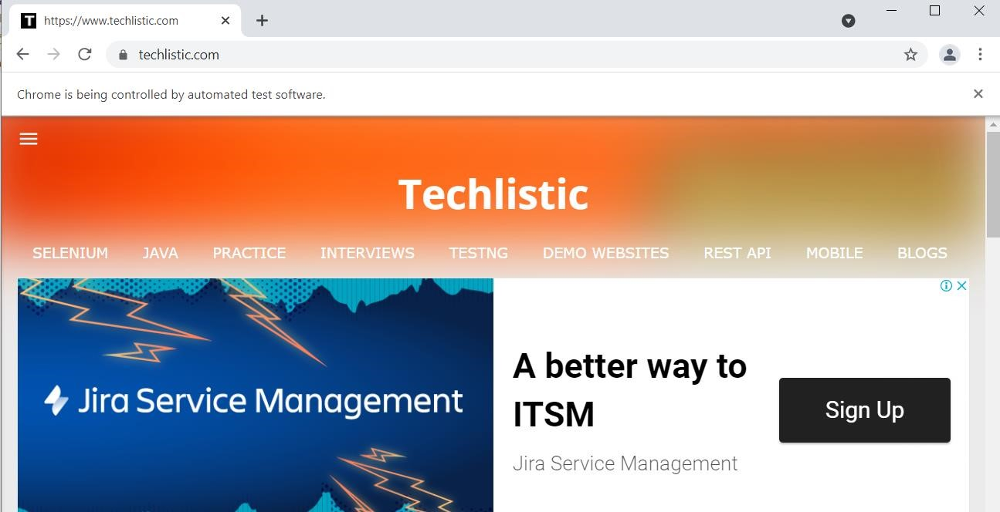 T https://www.techlistic.com
techlistic.com
Chrome is being controlled by automated test software.
Techlistic
SELENIUM JAVA PRACTICE INTERVIEWS TESTNG DEMO WEBSITES REST API MOBILE BLOGS
Jira Service Management
A better way to
ITSM
Jira Service Management
Sign Up